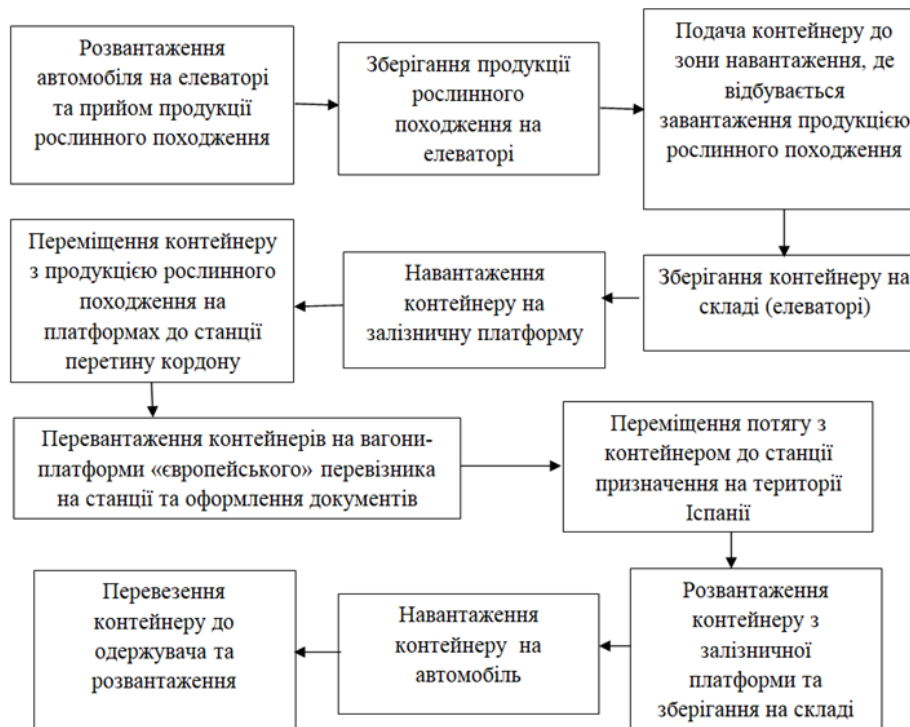 Розвантаження
автомобіля на елеваторі
та прийом продукції
рослинного походження
Зберігання продукції
рослинного
походження на
елеваторі
Подача контейнеру до
зони навантаження, де
відбувається
завантаження продукцією
рослинного походження
Зберігання контейнеру на
складі (елеваторі)
Навантаження
контейнеру на
залізничну платформу
Переміщення контейнеру
з продукцією рослинного
походження на
платформах до станції
перетину кордону
Перевантаження контейнерів на вагони-
платформи «європейського» перевізника
на станції та оформлення документів
Переміщення потягу з
контейнером до станції
призначення на території
Іспанії
Розвантаження
контейнеру з
залізничної
платформи та
зберігання на складі
Навантаження
контейнеру на
автомобіль
Перевезення
контейнеру до
одержувача та
розвантаження